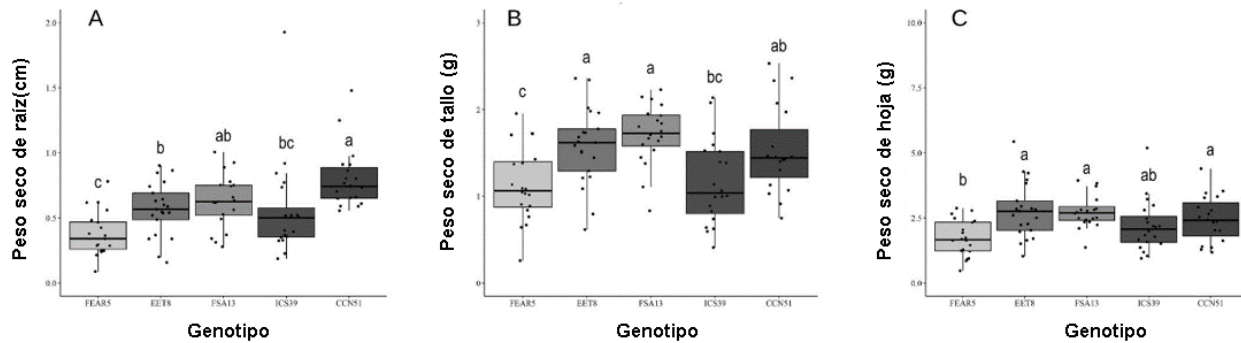 A
Peso seco de raíz(cm)
2.0
1.5
1.0
0.5
0.0
c
b
ab
bc
a
FEAR5 EET8 FSA13 ICS39 CCN51
Genotipo
B
Peso seco de tallo (g)
3
2
1
0
c
a
a
bc
ab
FEAR5 EET8 FSA13 ICS39 CCN51
Genotipo
C
Peso seco de hoja (g)
10.0
7.5
5.0
2.5
0.0
b
a
a
ab
a
FEAR5 EET8 FSA13 ICS39 CCN51
Genotipo